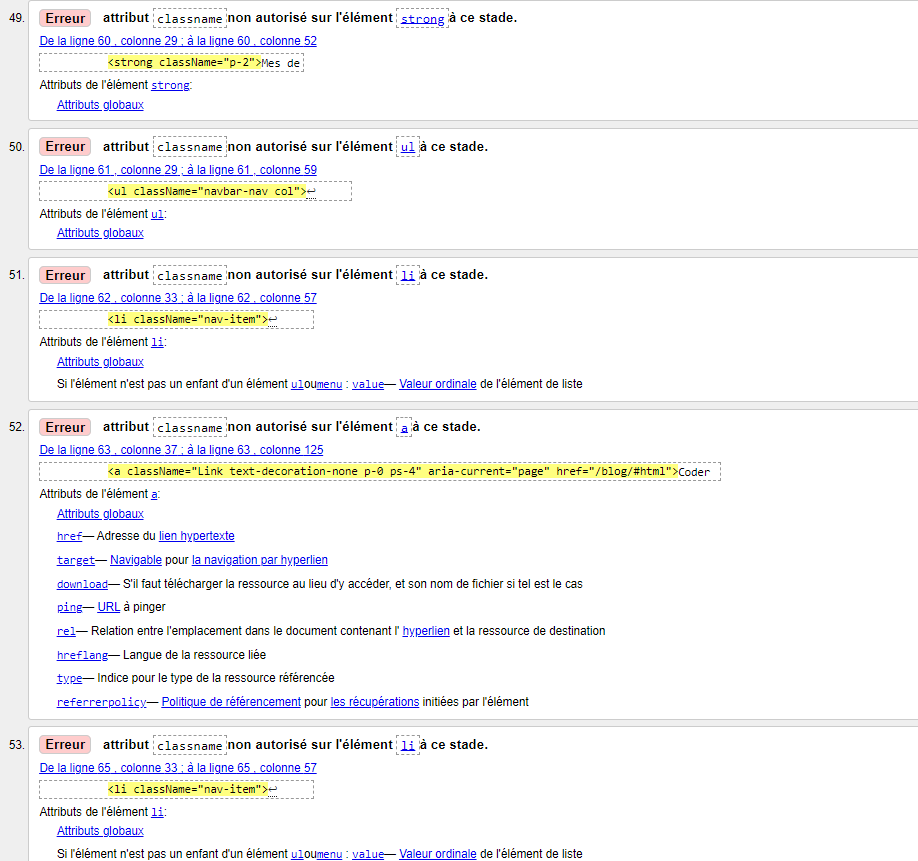 49. Erreur attribut classname non autorisé sur l'élément strong à ce stade.
De la ligne 60 , colonne 29 ; à la ligne 60 , colonne 52
<strong className="p-2">Mes de
Attributs de l'élément strong:
Attributs globaux
50. Erreur attribut classname non autorisé sur l'élément ul à ce stade.
De la ligne 61 , colonne 29 ; à la ligne 61 , colonne 59
<ul className="navbar-nav col">↩
Attributs de l'élément ul:
Attributs globaux
51. Erreur attribut classname non autorisé sur l'élément li à ce stade.
De la ligne 62 , colonne 33 ; à la ligne 62 , colonne 57
<li className="nav-item">↩
Attributs de l'élément li:
Attributs globaux
Si l'élément n'est pas un enfant d'un élément uloumenu : value— Valeur ordinale de l'élément de liste
52. Erreur attribut classname non autorisé sur l'élément a à ce stade.
De la ligne 63 , colonne 37 ; à la ligne 63 , colonne 125
<a className="Link text-decoration-none p-0 ps-4" aria-current="page" href="/blog/#html">Coder
Attributs de l'élément a:
Attributs globaux
href— Adresse du lien hypertexte
target— Navigable pour la navigation par hyperlien
download— S'il faut télécharger la ressource au lieu d'y accéder, et son nom de fichier si tel est le cas
ping— URL à pinger
rel— Relation entre l'emplacement dans le document contenant l' hyperlien et la ressource de destination
hreflang— Langue de la ressource liée
type— Indice pour le type de la ressource référencée
referrerpolicy— Politique de référencement pour les récupérations initiées par l'élément
53. Erreur attribut classname non autorisé sur l'élément li à ce stade.
De la ligne 65 , colonne 33 ; à la ligne 65 , colonne 57
<li className="nav-item">↩
Attributs de l'élément li:
Attributs globaux
Si l'élément n'est pas un enfant d'un élément uloumenu : value— Valeur ordinale de l'élément de liste